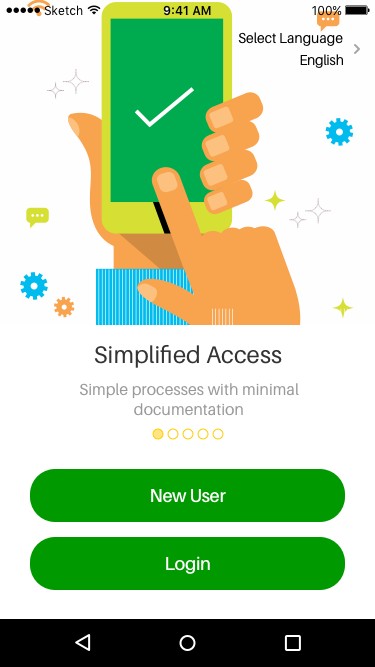 Sketch 9:41 AM 100%
Select Language
English
Simplified Access
Simple processes with minimal
documentation
New User
Login